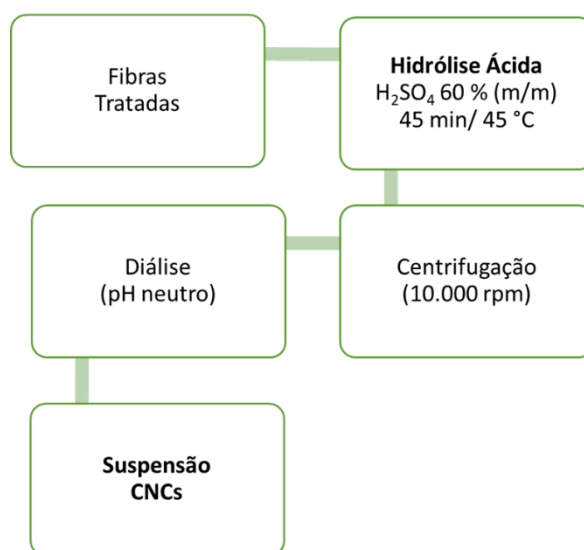 Fibras
Tratadas
Hidrólise Ácida
H₂SO₄ 60 % (m/m)
45 min/ 45 °C
Centrifugação
(10.000 rpm)
Diálise
(pH neutro)
Suspensão
CNCs